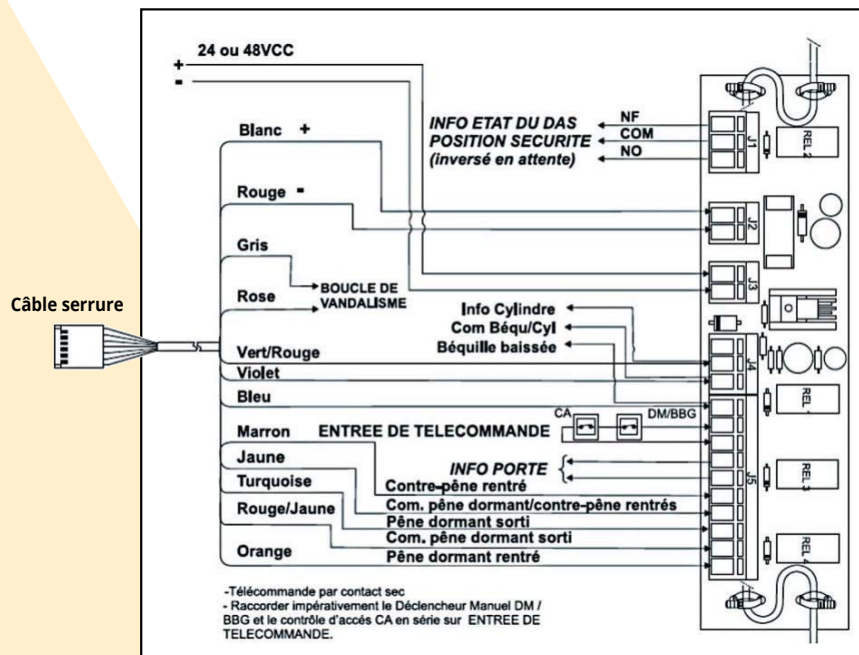 24 ou 48VCC
+
-
Blanc +
Rouge -
Gris
Rose
BOUCLE DE
VANDALISME
Câble serrure
Vert/Rouge
Violet
Bleu
Marron
Jaune
Turquoise
Rouge/Jaune
Orange
INFO ETAT DU DAS
POSITION SECURITE
(inversé en attente)
NF
COM
NO
Info Cylindre
Com Béqu/Cyl
Béquille baissée
ENTREE DE TELECOMMANDE
CA
DM/BBG
INFO PORTE
Contre-pêne rentré
Com. pêne dormant/contre-pêne rentrés
Pêne dormant sorti
Com. pêne dormant sorti
Pêne dormant rentré
J1
REL 2
J2
J3
J4
REL
J5
REL 3
REL 4
-Télécommande par contact sec
- Raccorder impérativement le Déclencheur Manuel DM /
BBG et le contrôle d'accés CA en série sur ENTREE DE
TELECOMMANDE.